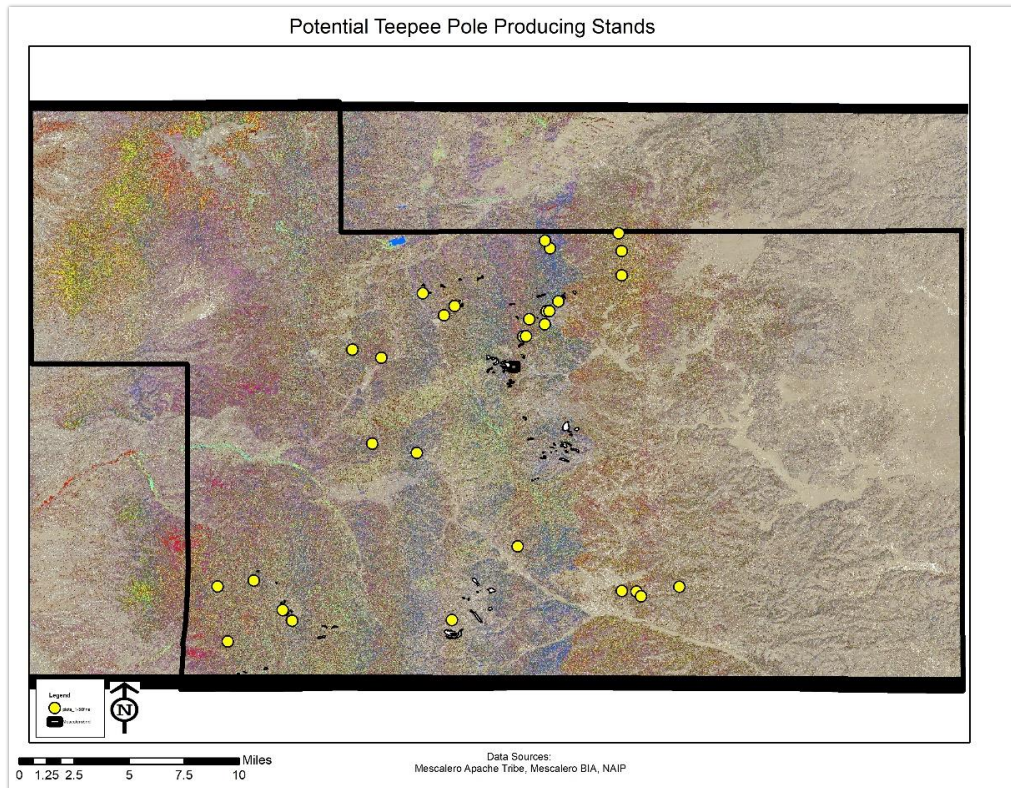 Potential Teepee Pole Producing Stands
Legend
N
Miles
0 1.25 2.5 5 7.5 10
Data Sources:
Mescalero Apache Tribe, Mescalero BIA, NAIP